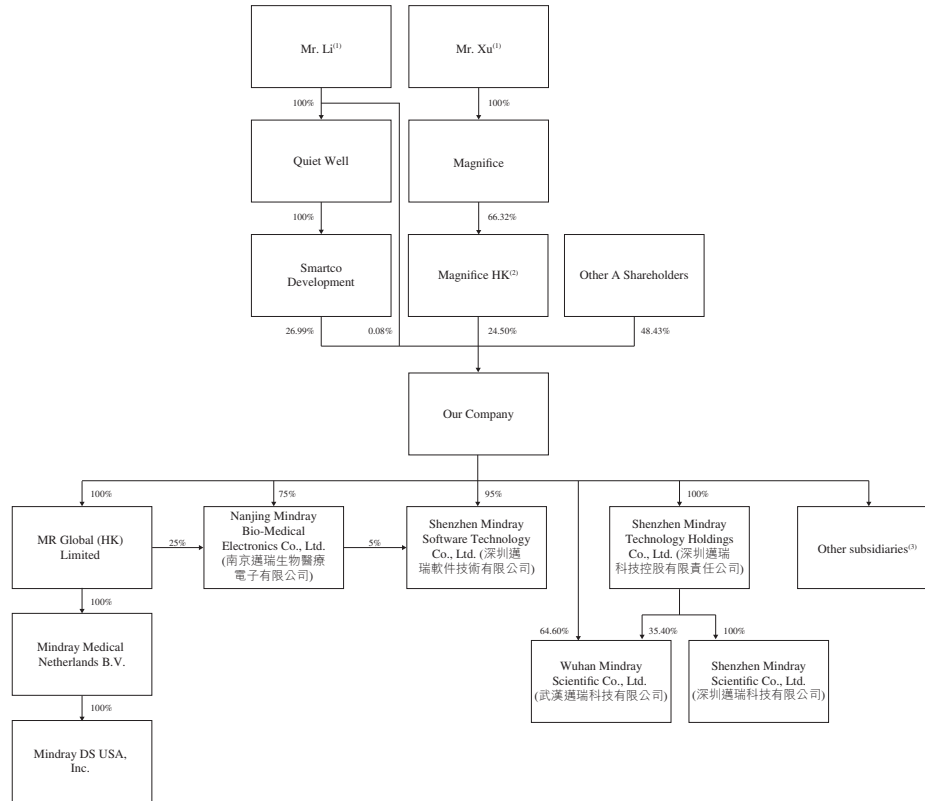 Mr. Li(1)
Mr. Xu(1)
100%
100%
Quiet Well
Magnifice
100%
66.32%
Smartco
Development
Magnifice HK(2)
Other A Shareholders
26.99%
0.08%
24.50%
48.43%
Our Company
100%
75%
95%
100%
MR Global (HK)
Limited
25%
Nanjing Mindray
Bio-Medical
Electronics Co., Ltd.
(南京邁瑞生物醫療
電子有限公司)
5%
Shenzhen Mindray
Software Technology
Co., Ltd. (深圳邁
瑞軟件技術有限公司)
Shenzhen Mindray
Technology Holdings
Co., Ltd. (深圳邁瑞
科技控股有限責任公司)
Other subsidiaries(3)
100%
64.60%
35.40%
100%
Mindray Medical
Netherlands B.V.
Wuhan Mindray
Scientific Co., Ltd.
(武漢邁瑞科技有限公司)
Shenzhen Mindray
Scientific Co., Ltd.
(深圳邁瑞科技有限公司)
100%
Mindray DS USA,
Inc.